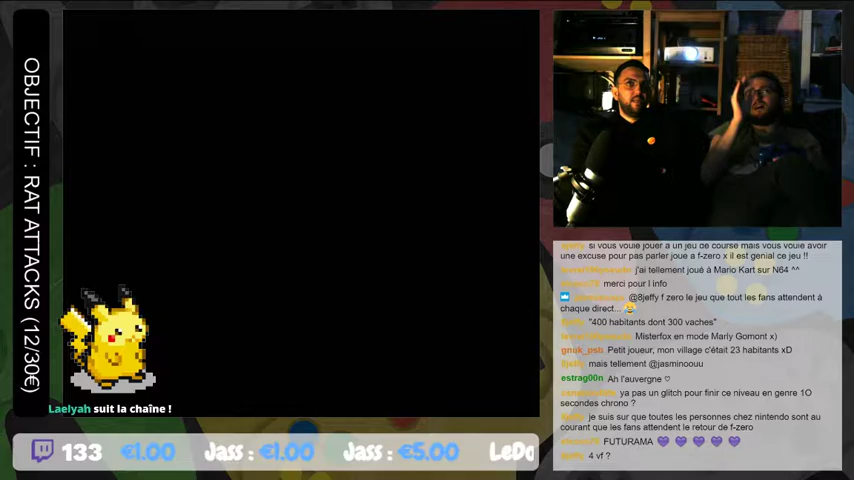 OBJECTIF : RAT ATTACKS (12/30€)
Laelyah suit la chaîne !
133 €1.00 Jass : €1.00 Jass : €5.00 LeDo
si vous voule jouer a un jeu de course mais vous voule avoir
une excuse pour pas parler joue a f-zero x il est genial ce jeu !!
j'ai tellement joué à Mario Kart sur N64 ^^
merci pour l info
@8jeffy f zero le jeu que tout les fans attendent à
chaque direct...
"400 habitants dont 300 vaches"
Misterfox en mode Marly Gomont x)
gnok_psb Petit joueur, mon village c'était 23 habitants xD
mais tellement @jasminoouu
estrag00n Ah l'auvergne ♡
ya pas un glitch pour finir ce niveau en genre 1O
secondes chrono ?
je suis sur que toutes les personnes chez nintendo sont au
courant que les fans attendent le retour de f-zero
FUTURAMA
4 vf ?